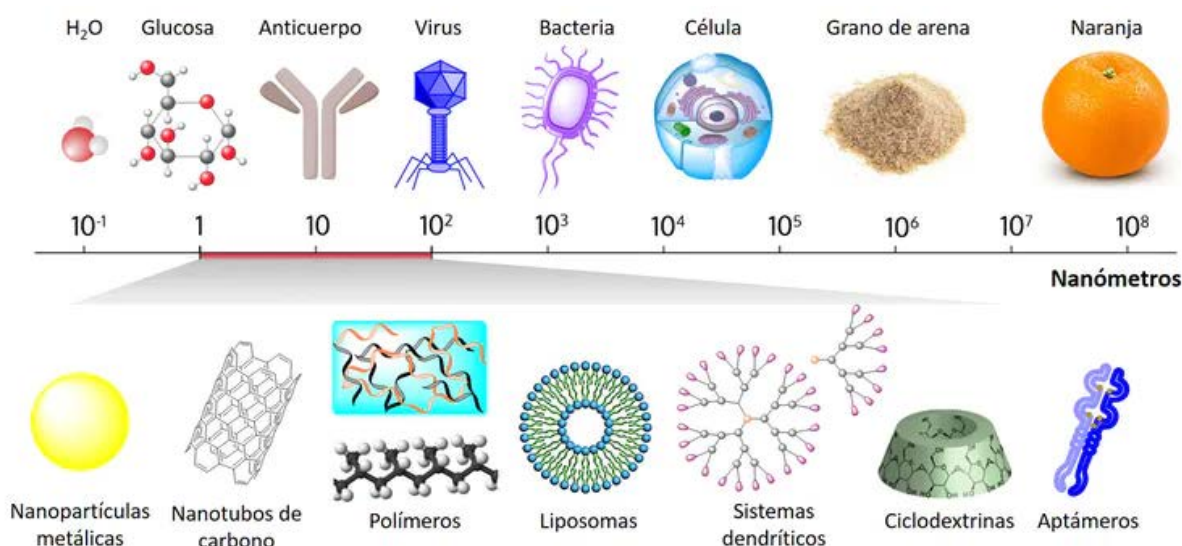 H₂O Glucosa Anticuerpo Virus Bacteria Célula Grano de arena Naranja
10⁻¹ 1 10 10² 10³ 10⁴ 10⁵ 10⁶ 10⁷ 10⁸
Nanómetros
Nanopartículas
metálicas
Nanotubos de
carbono
Polímeros
Liposomas
Sistemas
dendríticos
Ciclodextrinas
Aptámeros